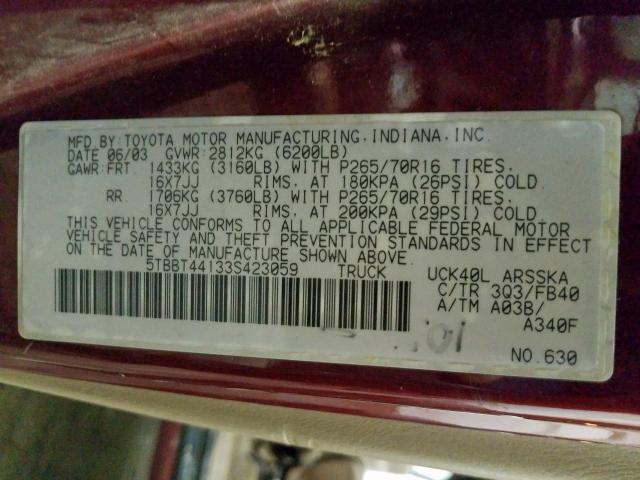 MFD.BY:TOYOTA MOTOR MANUFACTURING,INDIANA,INC.
DATE 06/03 GVWR:2812KG (6200LB)
GAWR:FRT 1433KG (3160LB) WITH P265/70R16 TIRES.
16X7JJ RIMS. AT 180KPA (26PSI) COLD.
RR 1706KG (3760LB) WITH P265/70R16 TIRES.
16X7JJ RIMS. AT 200KPA (29PSI) COLD.
THIS VEHICLE CONFORMS TO ALL APPLICABLE FEDERAL MOTOR
VEHICLE SAFETY AND THEFT PREVENTION STANDARDS IN EFFECT
ON THE DATE OF MANUFACTURE SHOWN ABOVE.
5TBBT44133S423059 TRUCK UCK40L ARSSKA
C/TR 3Q3/FB40
A/TM A03B/
A340F
NO.630